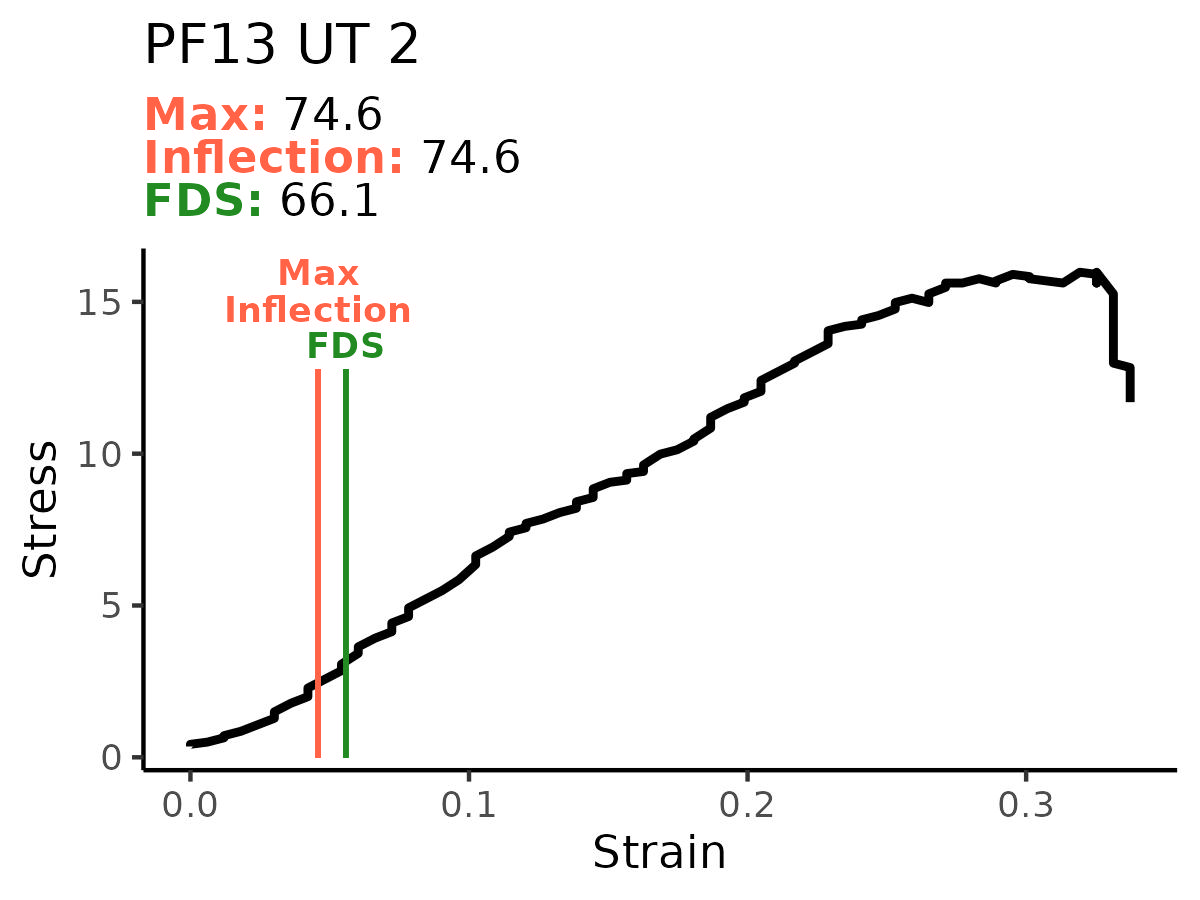 PF13 UT 2
Max: 74.6
Inflection: 74.6
FDS: 66.1
Max
Inflection
FDS
15
10
5
0
Stress
0.0 0.1 0.2 0.3
Strain